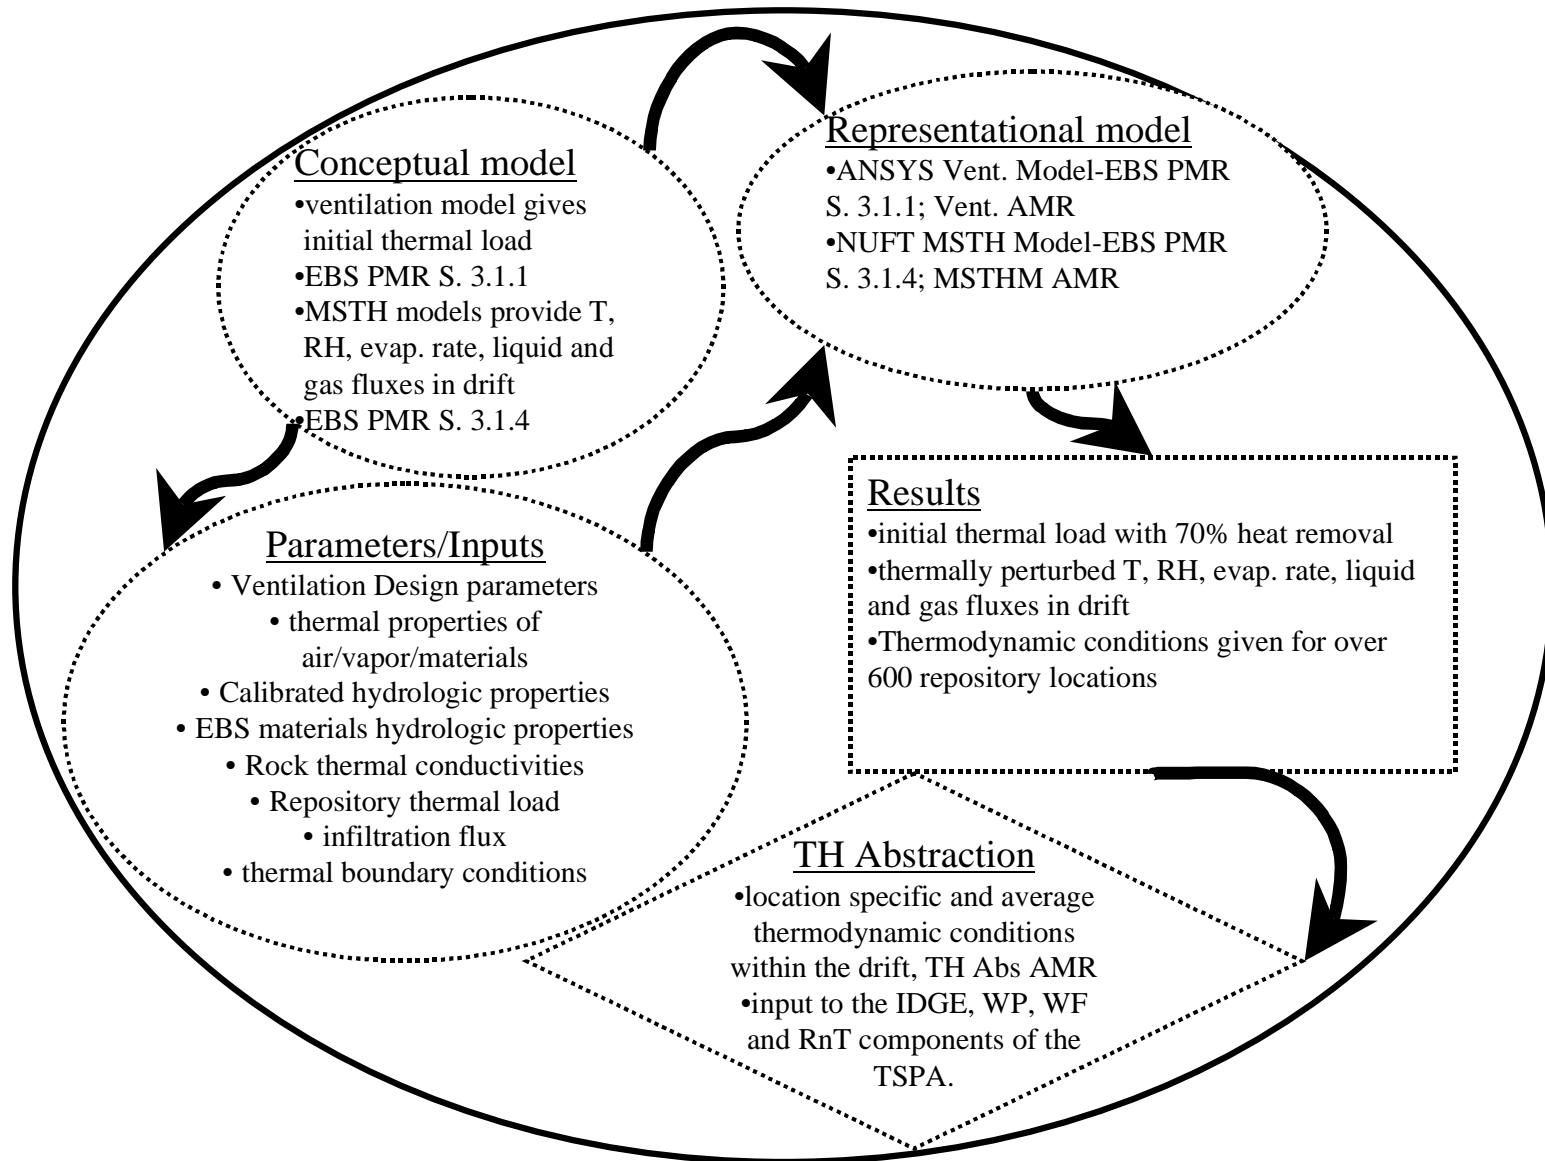 Conceptual model
•ventilation model gives
initial thermal load
•EBS PMR S. 3.1.1
•MSTH models provide T,
RH, evap. rate, liquid and
gas fluxes in drift
•EBS PMR S. 3.1.4
Representational model
•ANSYS Vent. Model-EBS PMR
S. 3.1.1; Vent. AMR
•NUFT MSTH Model-EBS PMR
S. 3.1.4; MSTHM AMR
Parameters/Inputs
• Ventilation Design parameters
• thermal properties of
air/vapor/materials
• Calibrated hydrologic properties
• EBS materials hydrologic properties
• Rock thermal conductivities
• Repository thermal load
• infiltration flux
• thermal boundary conditions
Results
•initial thermal load with 70% heat removal
•thermally perturbed T, RH, evap. rate, liquid
and gas fluxes in drift
•Thermodynamic conditions given for over
600 repository locations
TH Abstraction
•location specific and average
thermodynamic conditions
within the drift, TH Abs AMR
•input to the IDGE, WP, WF
and RnT components of the
TSPA.